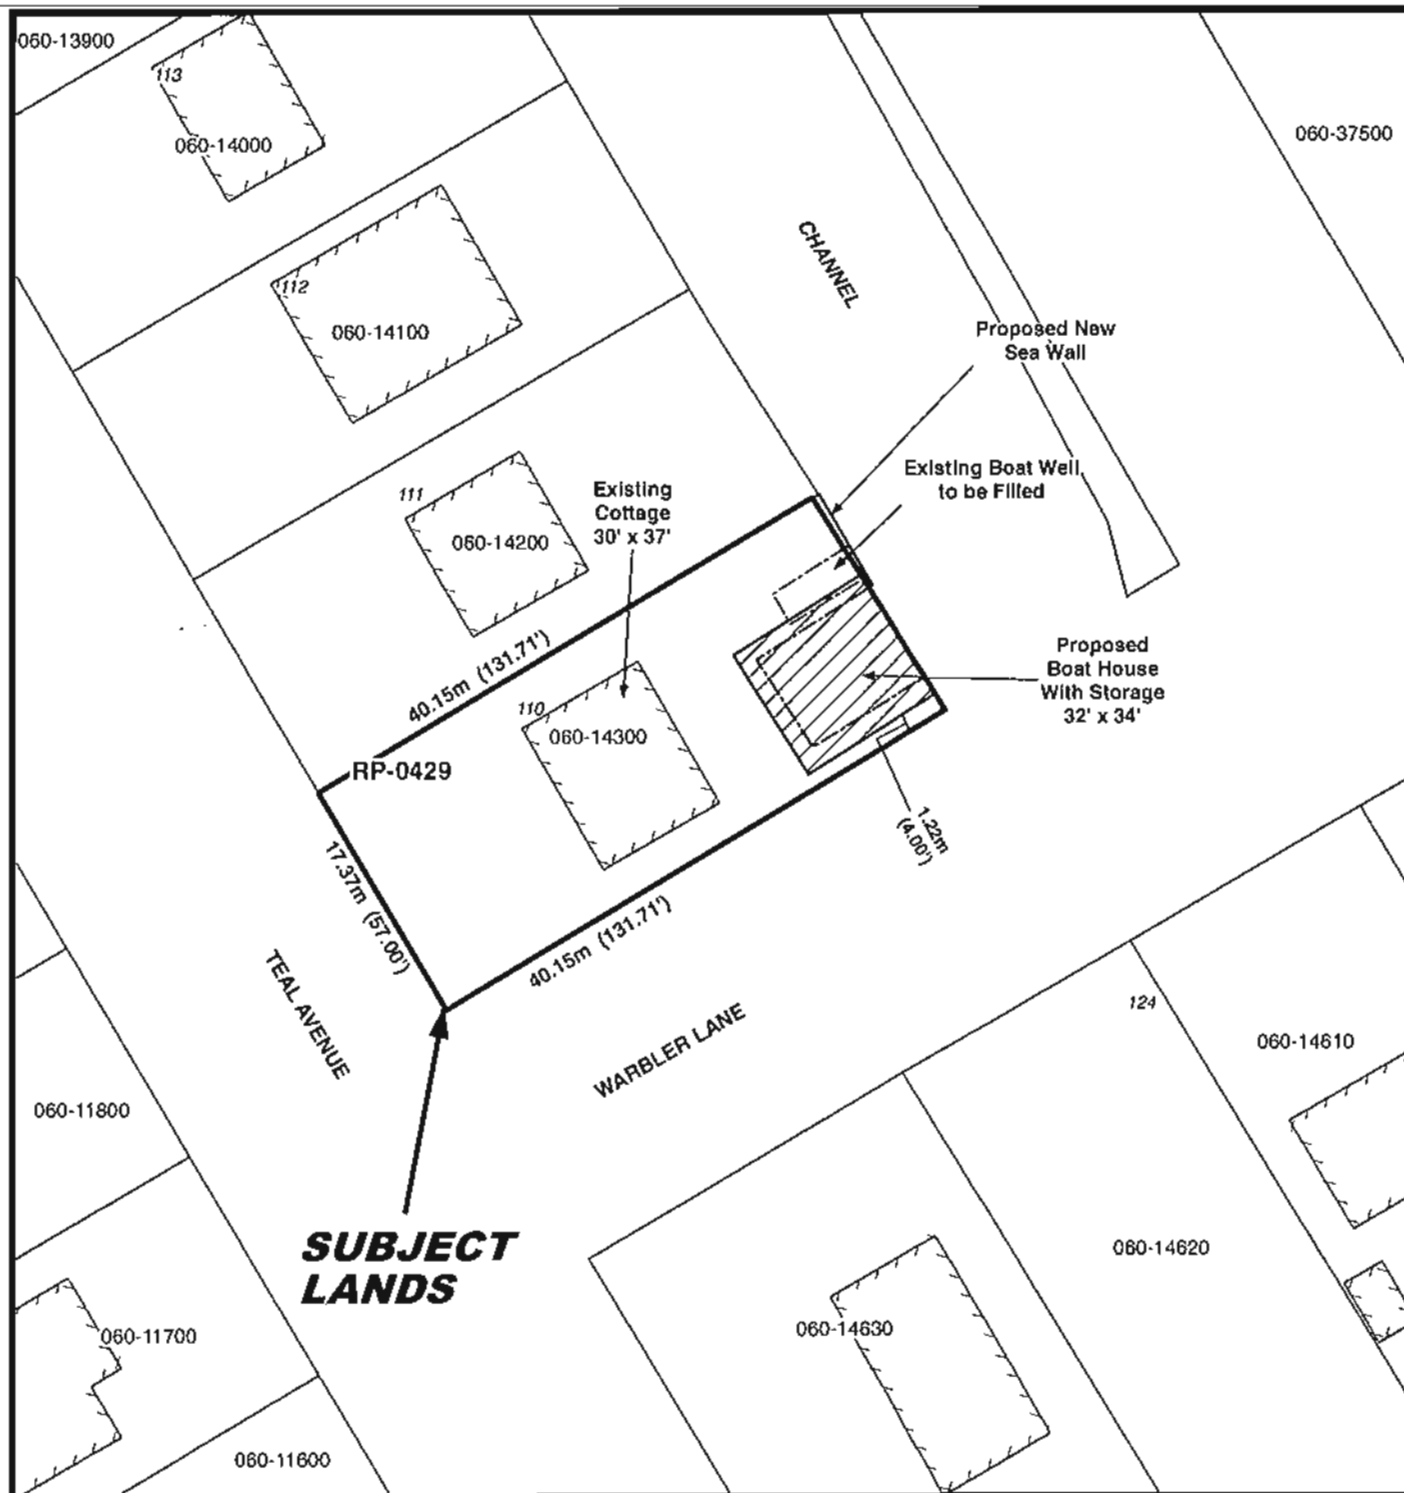 060-13900
113
060-14000
060-37500
CHANNEL
112
060-14100
Proposed New
Sea Wall
Existing Boat Well
to be Filled
111
060-14200
Existing
Cottage
30' x 37'
40.15m (131.71')
Proposed
Boat House
With Storage
32' x 34'
110
060-14300
RP-0429
1.22m
(4.00')
17.37m (57.00')
40.15m (131.71')
TEAL AVENUE
WARBLER LANE
124
060-14610
060-11800
SUBJECT
LANDS
060-14620
060-14630
060-11700
060-11600